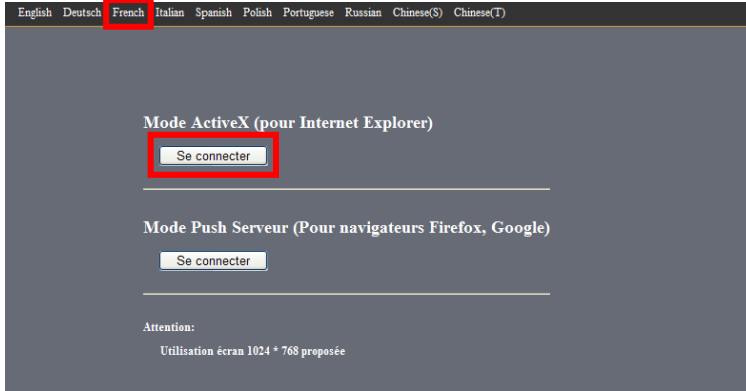 English Deutsch French Italian Spanish Polish Portuguese Russian Chinese(S) Chinese(T)
Mode ActiveX (pour Internet Explorer)
Se connecter
Mode Push Serveur (Pour navigateurs Firefox, Google)
Se connecter
Attention:
Utilisation écran 1024 * 768 proposée